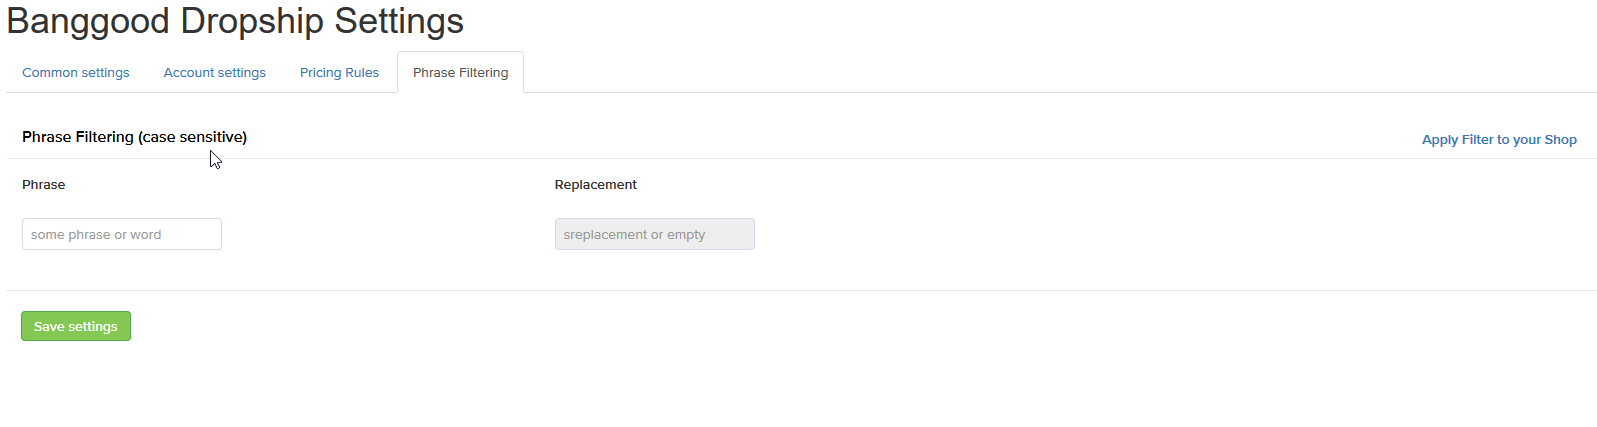 Banggood Dropship Settings
Common settings Account settings Pricing Rules Phrase Filtering
Phrase Filtering (case sensitive) Apply Filter to your Shop
Phrase Replacement
some phrase or word sreplacement or empty
Save settings